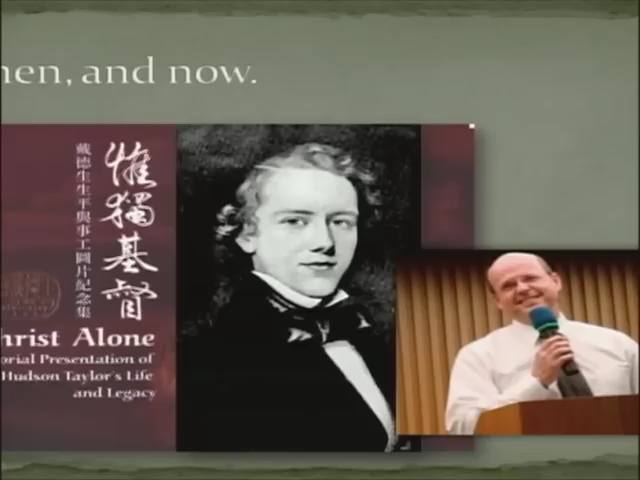 hen, and now.
惟獨基督
戴德生生平與事工圖片紀念集
hrist Alone
orial Presentation of
Hudson Taylor's Life
and Legacy